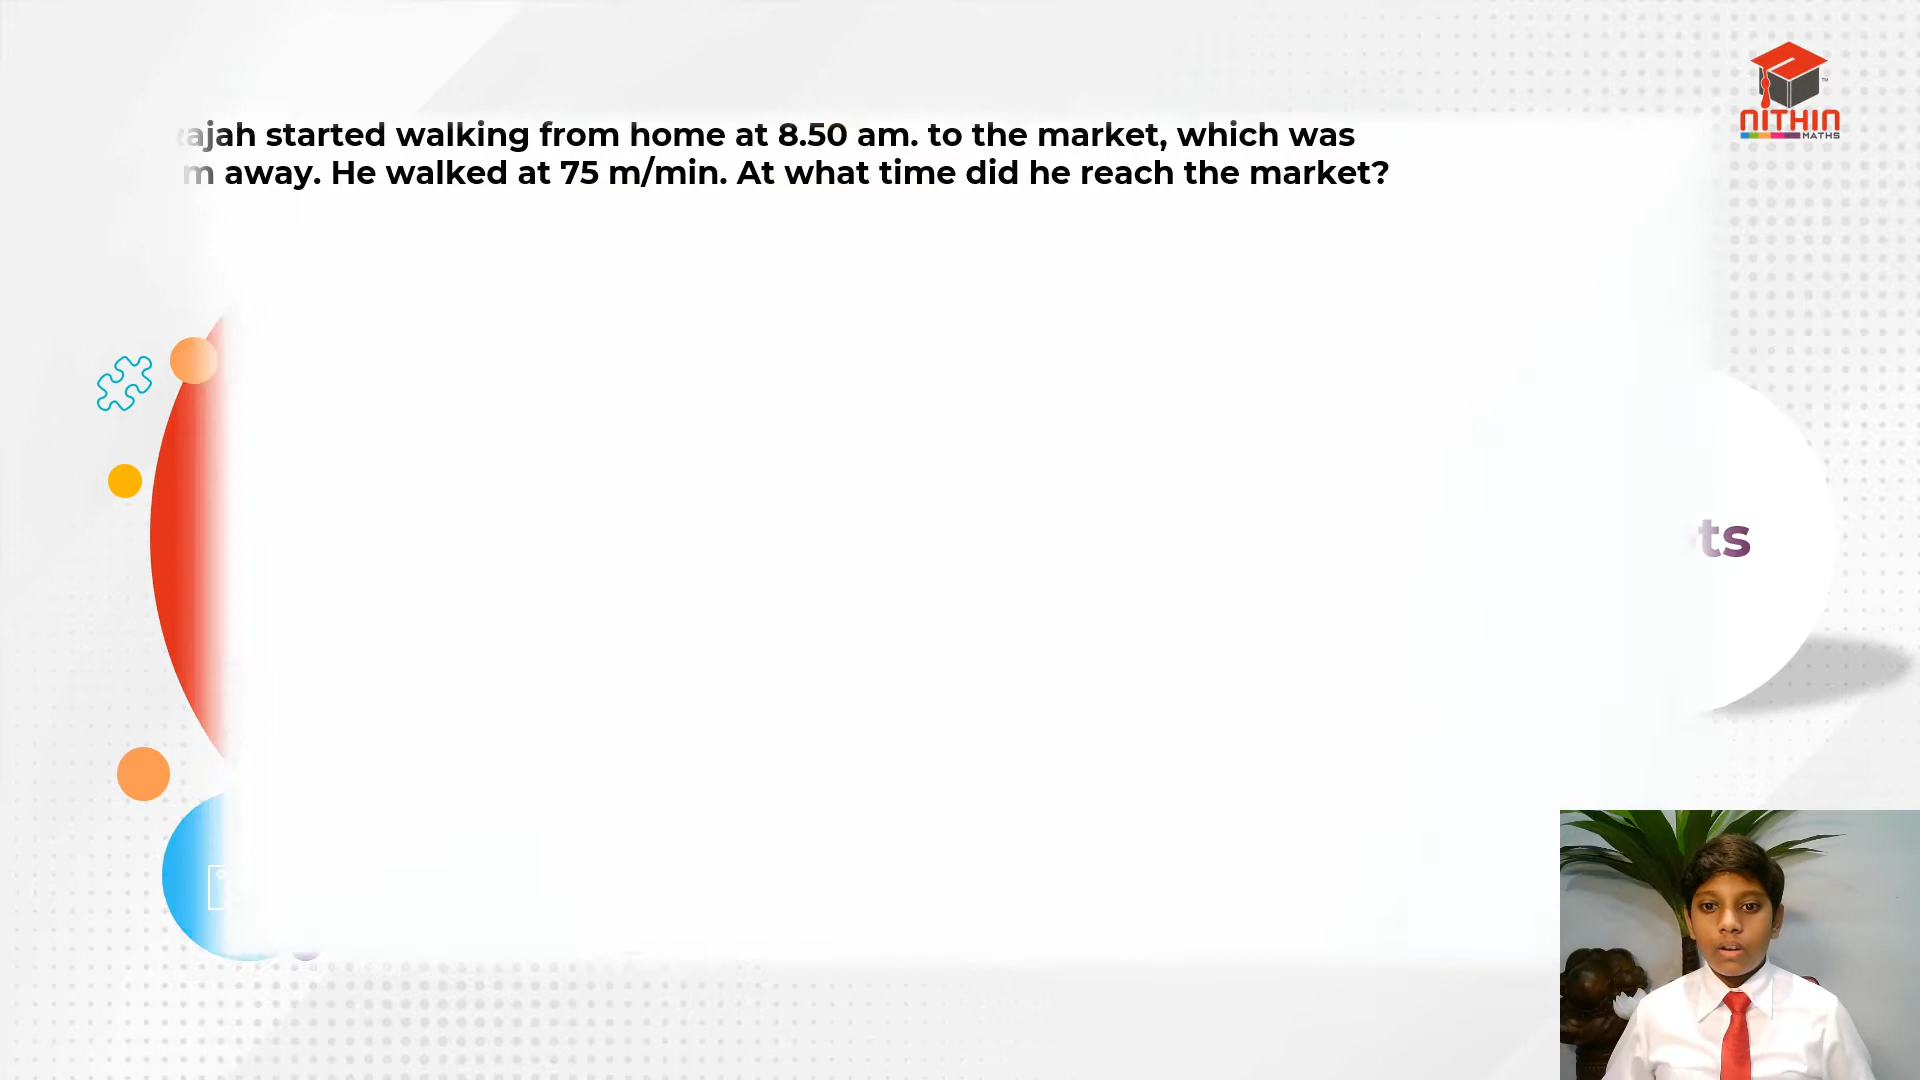 started walking from home at 8.50 am. to the market, which was
m away. He walked at 75 m/min. At what time did he reach the market?
NITHIN
MATHS
ts